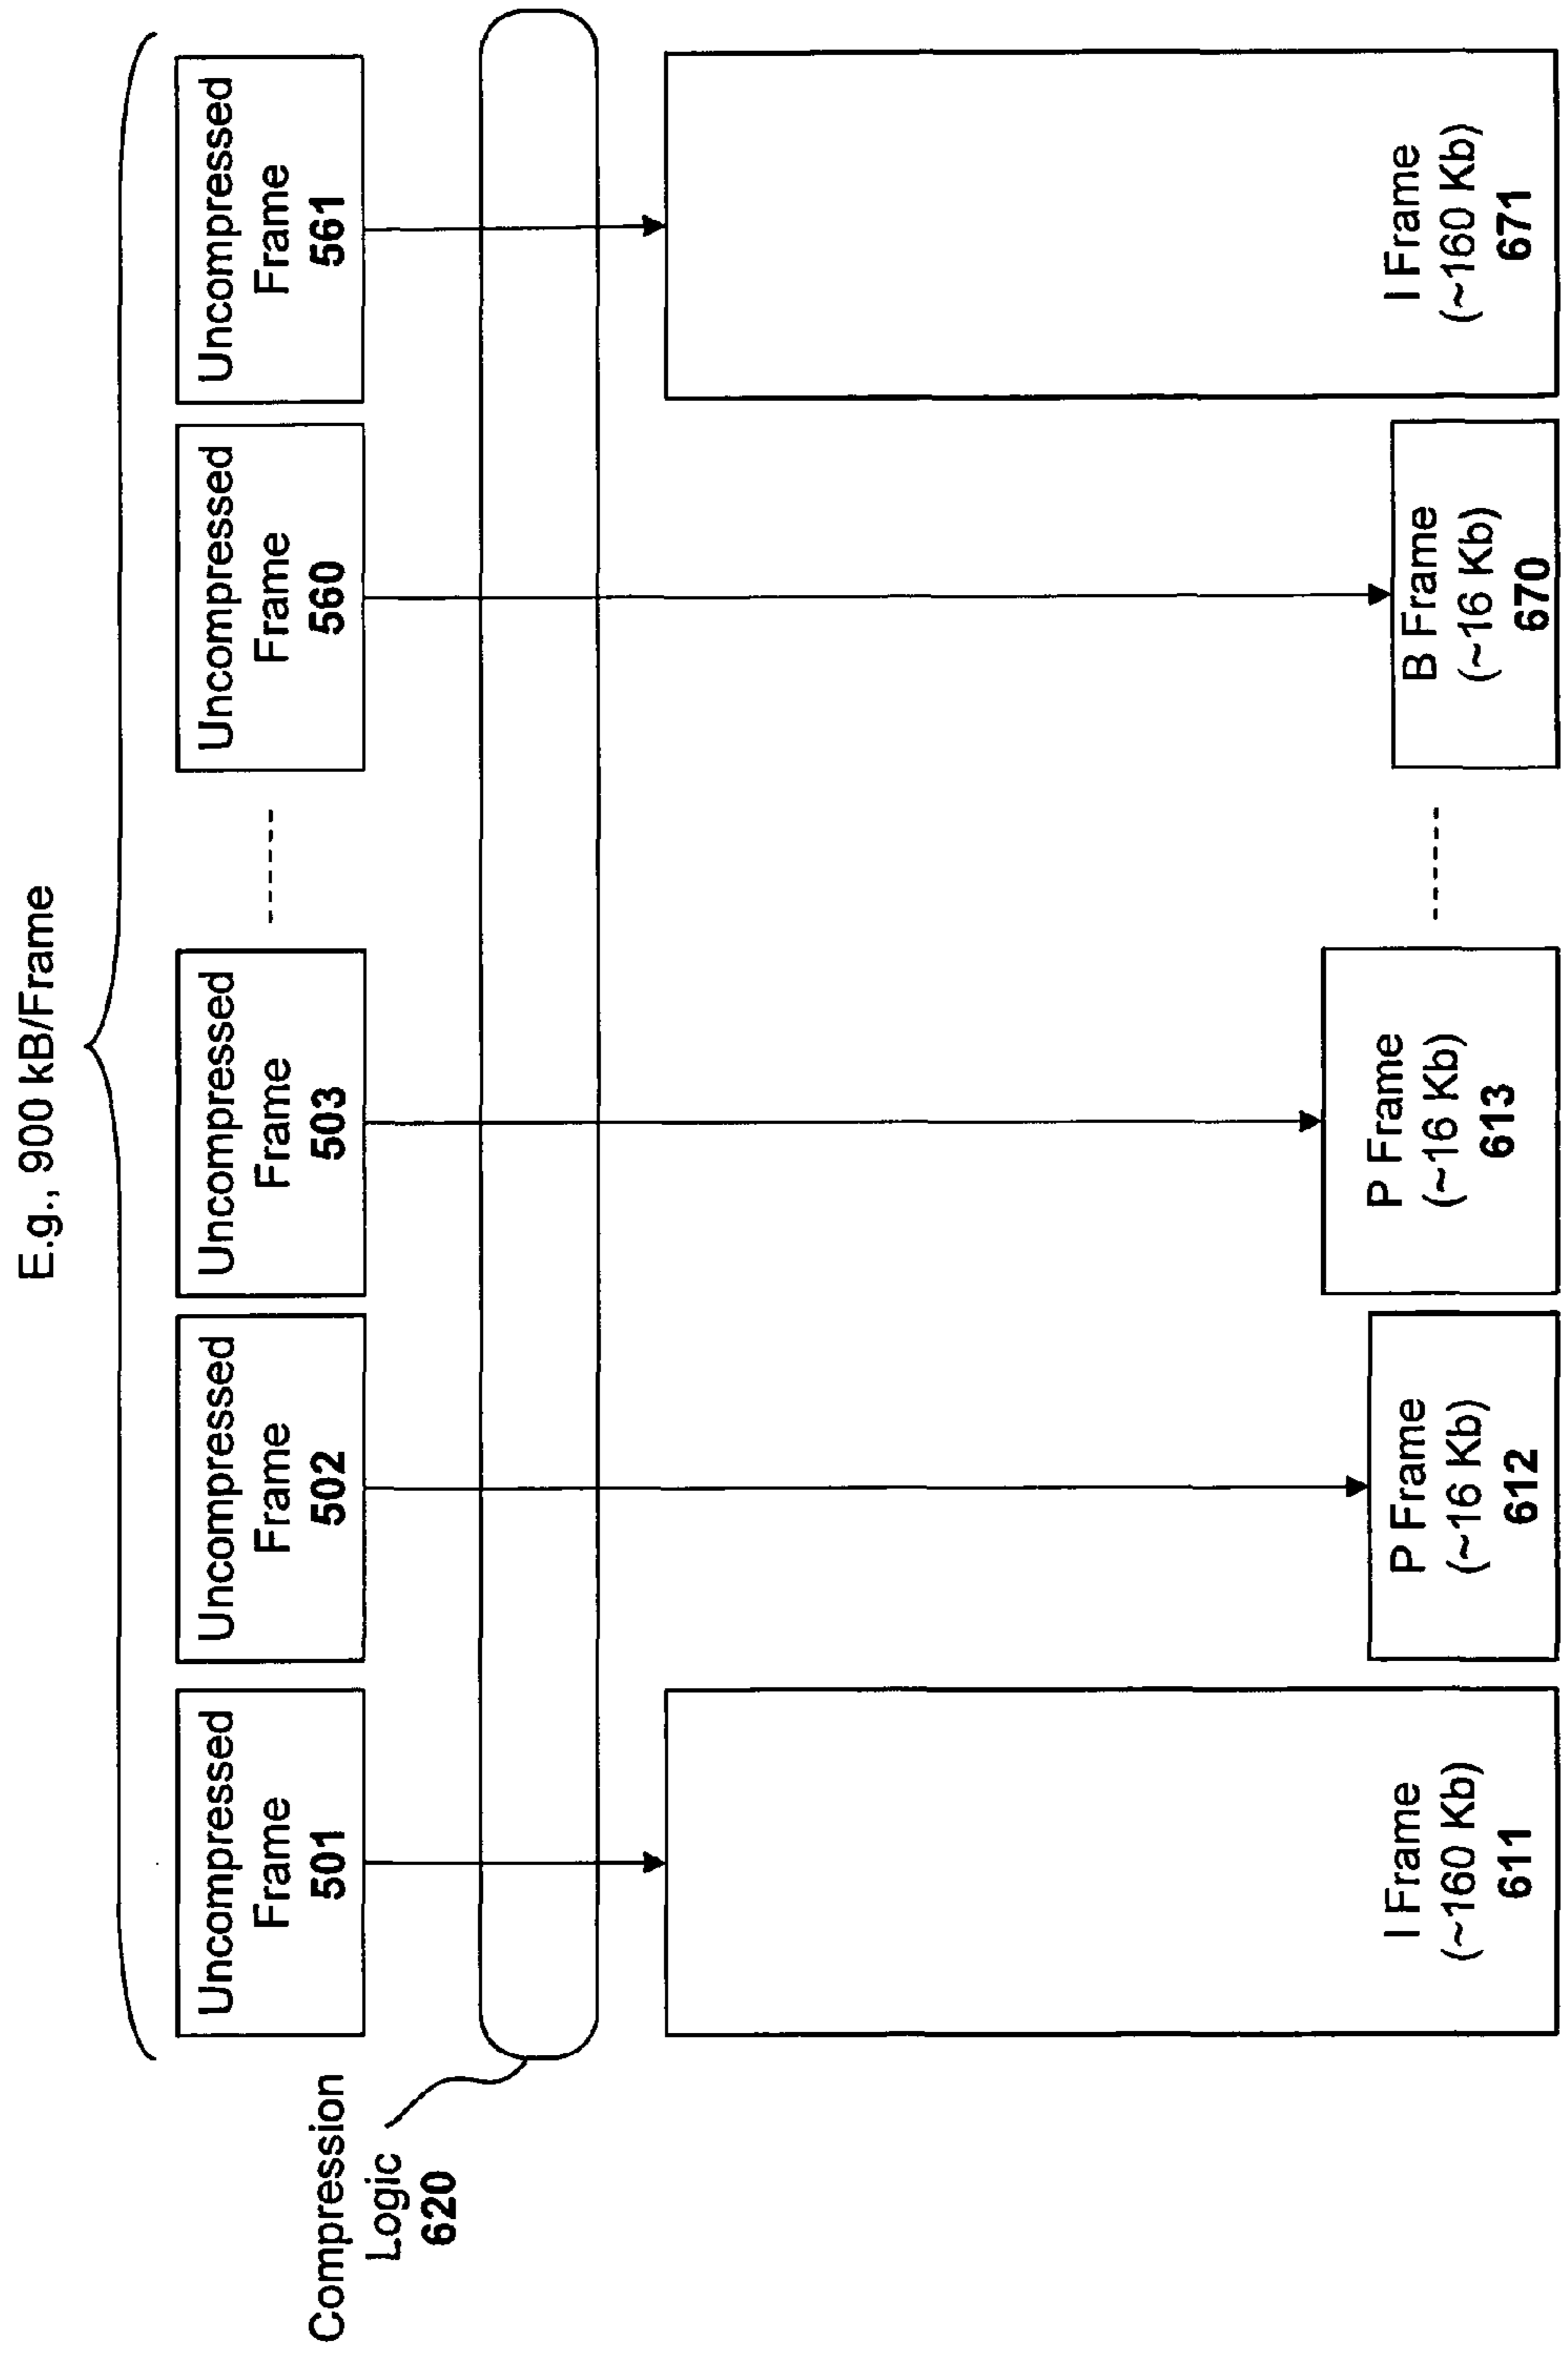 E.g., 900 kB/Frame
Uncompressed
Frame
501
Uncompressed
Frame
502
Uncompressed
Frame
503
Uncompressed
Frame
560
Uncompressed
Frame
561
Compression
Logic
620
I Frame
(~160 Kb)
611
P Frame
(~16 Kb)
612
P Frame
(~16 Kb)
613
B Frame
(~16 Kb)
670
I Frame
(~160 Kb)
671